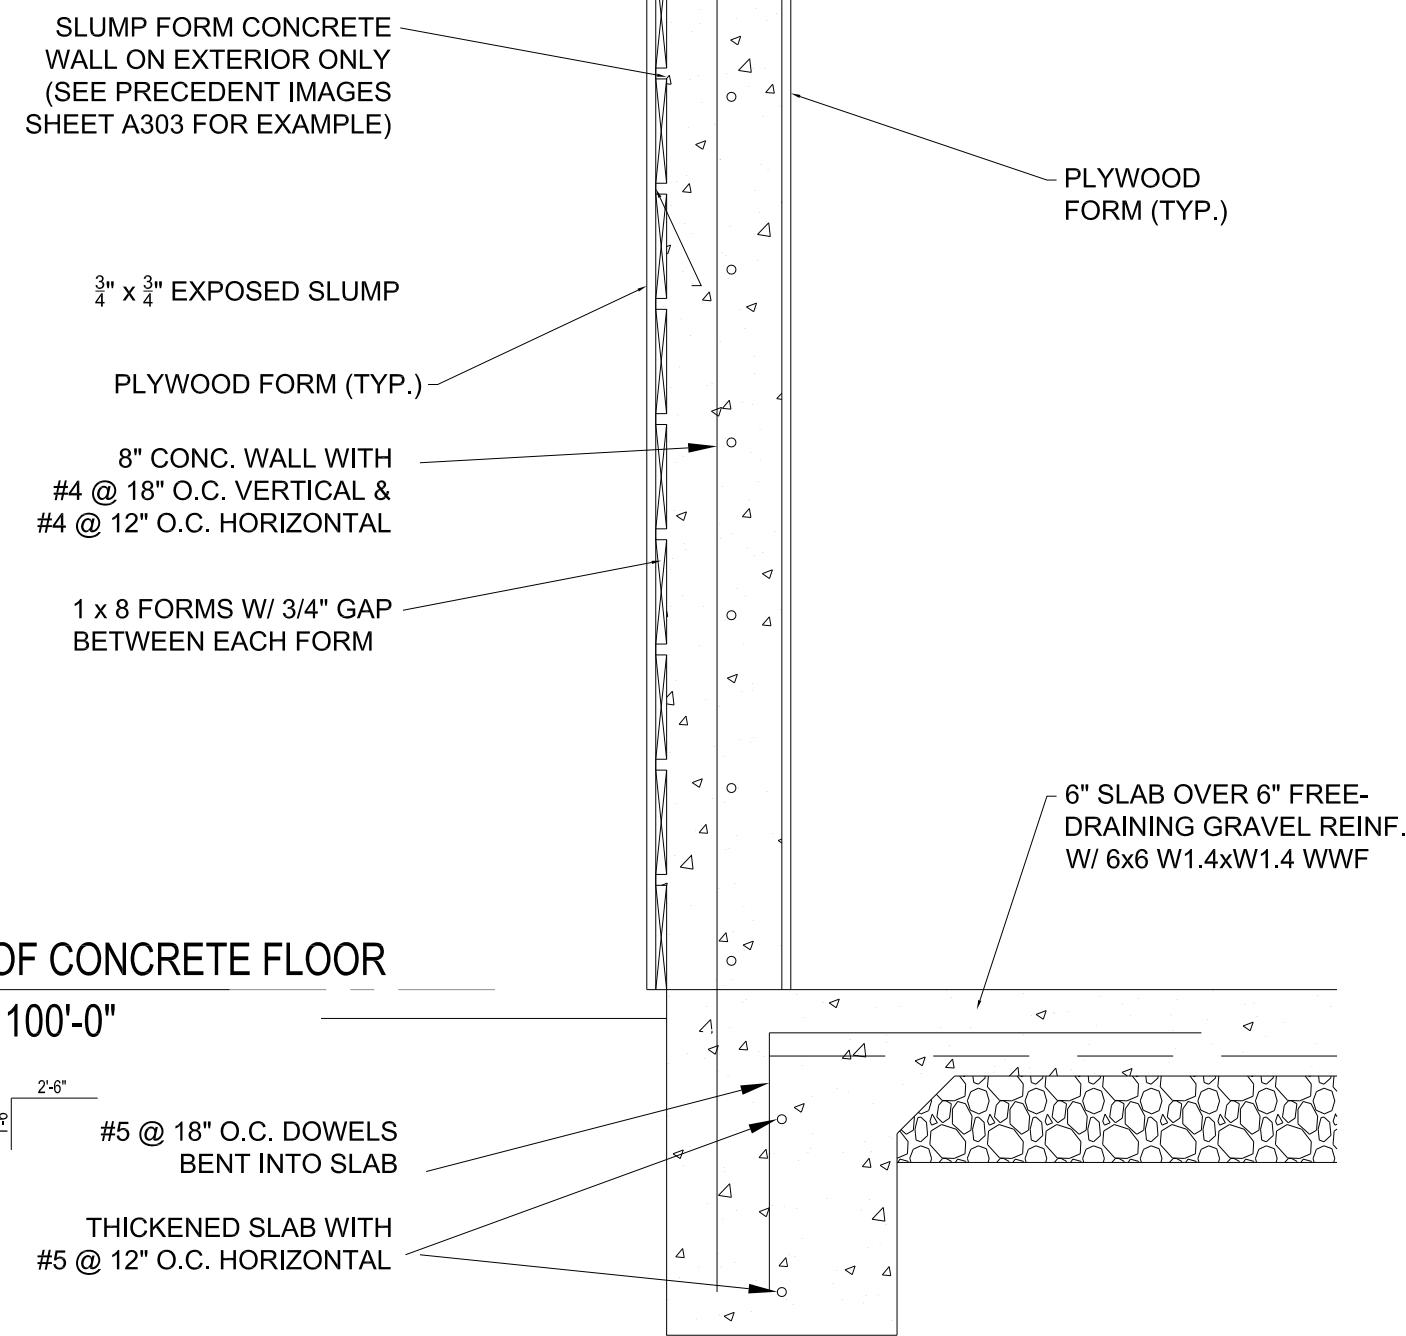 SLUMP FORM CONCRETE
WALL ON EXTERIOR ONLY
(SEE PRECEDENT IMAGES
SHEET A303 FOR EXAMPLE)
PLYWOOD
FORM (TYP.)
3/4" x 3/4" EXPOSED SLUMP
PLYWOOD FORM (TYP.)
8" CONC. WALL WITH
#4 @ 18" O.C. VERTICAL &
#4 @ 12" O.C. HORIZONTAL
1 x 8 FORMS W/ 3/4" GAP
BETWEEN EACH FORM
6" SLAB OVER 6" FREE-
DRAINING GRAVEL REINF.
W/ 6x6 W1.4xW1.4 WWF
OF CONCRETE FLOOR
100'-0"
2'-6"
#5 @ 18" O.C. DOWELS
BENT INTO SLAB
THICKENED SLAB WITH
#5 @ 12" O.C. HORIZONTAL